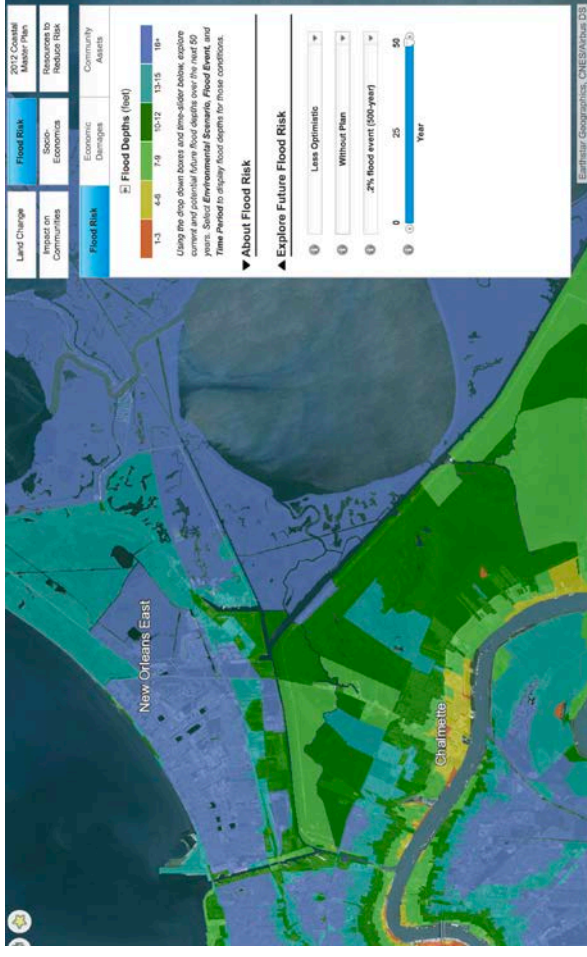 Land Change
Flood Risk
2012 Coastal
Master Plan
Impact on
Communities
Socio-
Economics
Resources to
Reduce Risk
Flood Risk
Economic
Damages
Community
Assets
Flood Depths (feet)
1-3
4-6
7-9
10-12
13-15
16+
Using the drop down boxes and time-slider below, explore
current and potential future flood depths over the next 50
years. Select Environmental Scenario, Flood Event, and
Time Period to display flood depths for those conditions.
▼ About Flood Risk
▲ Explore Future Flood Risk
Less Optimistic
Without Plan
.2% flood event (500-year)
0
25
50
Year
New Orleans East
Chalmette
Earthstar Geographics, CNES/Airbus DS